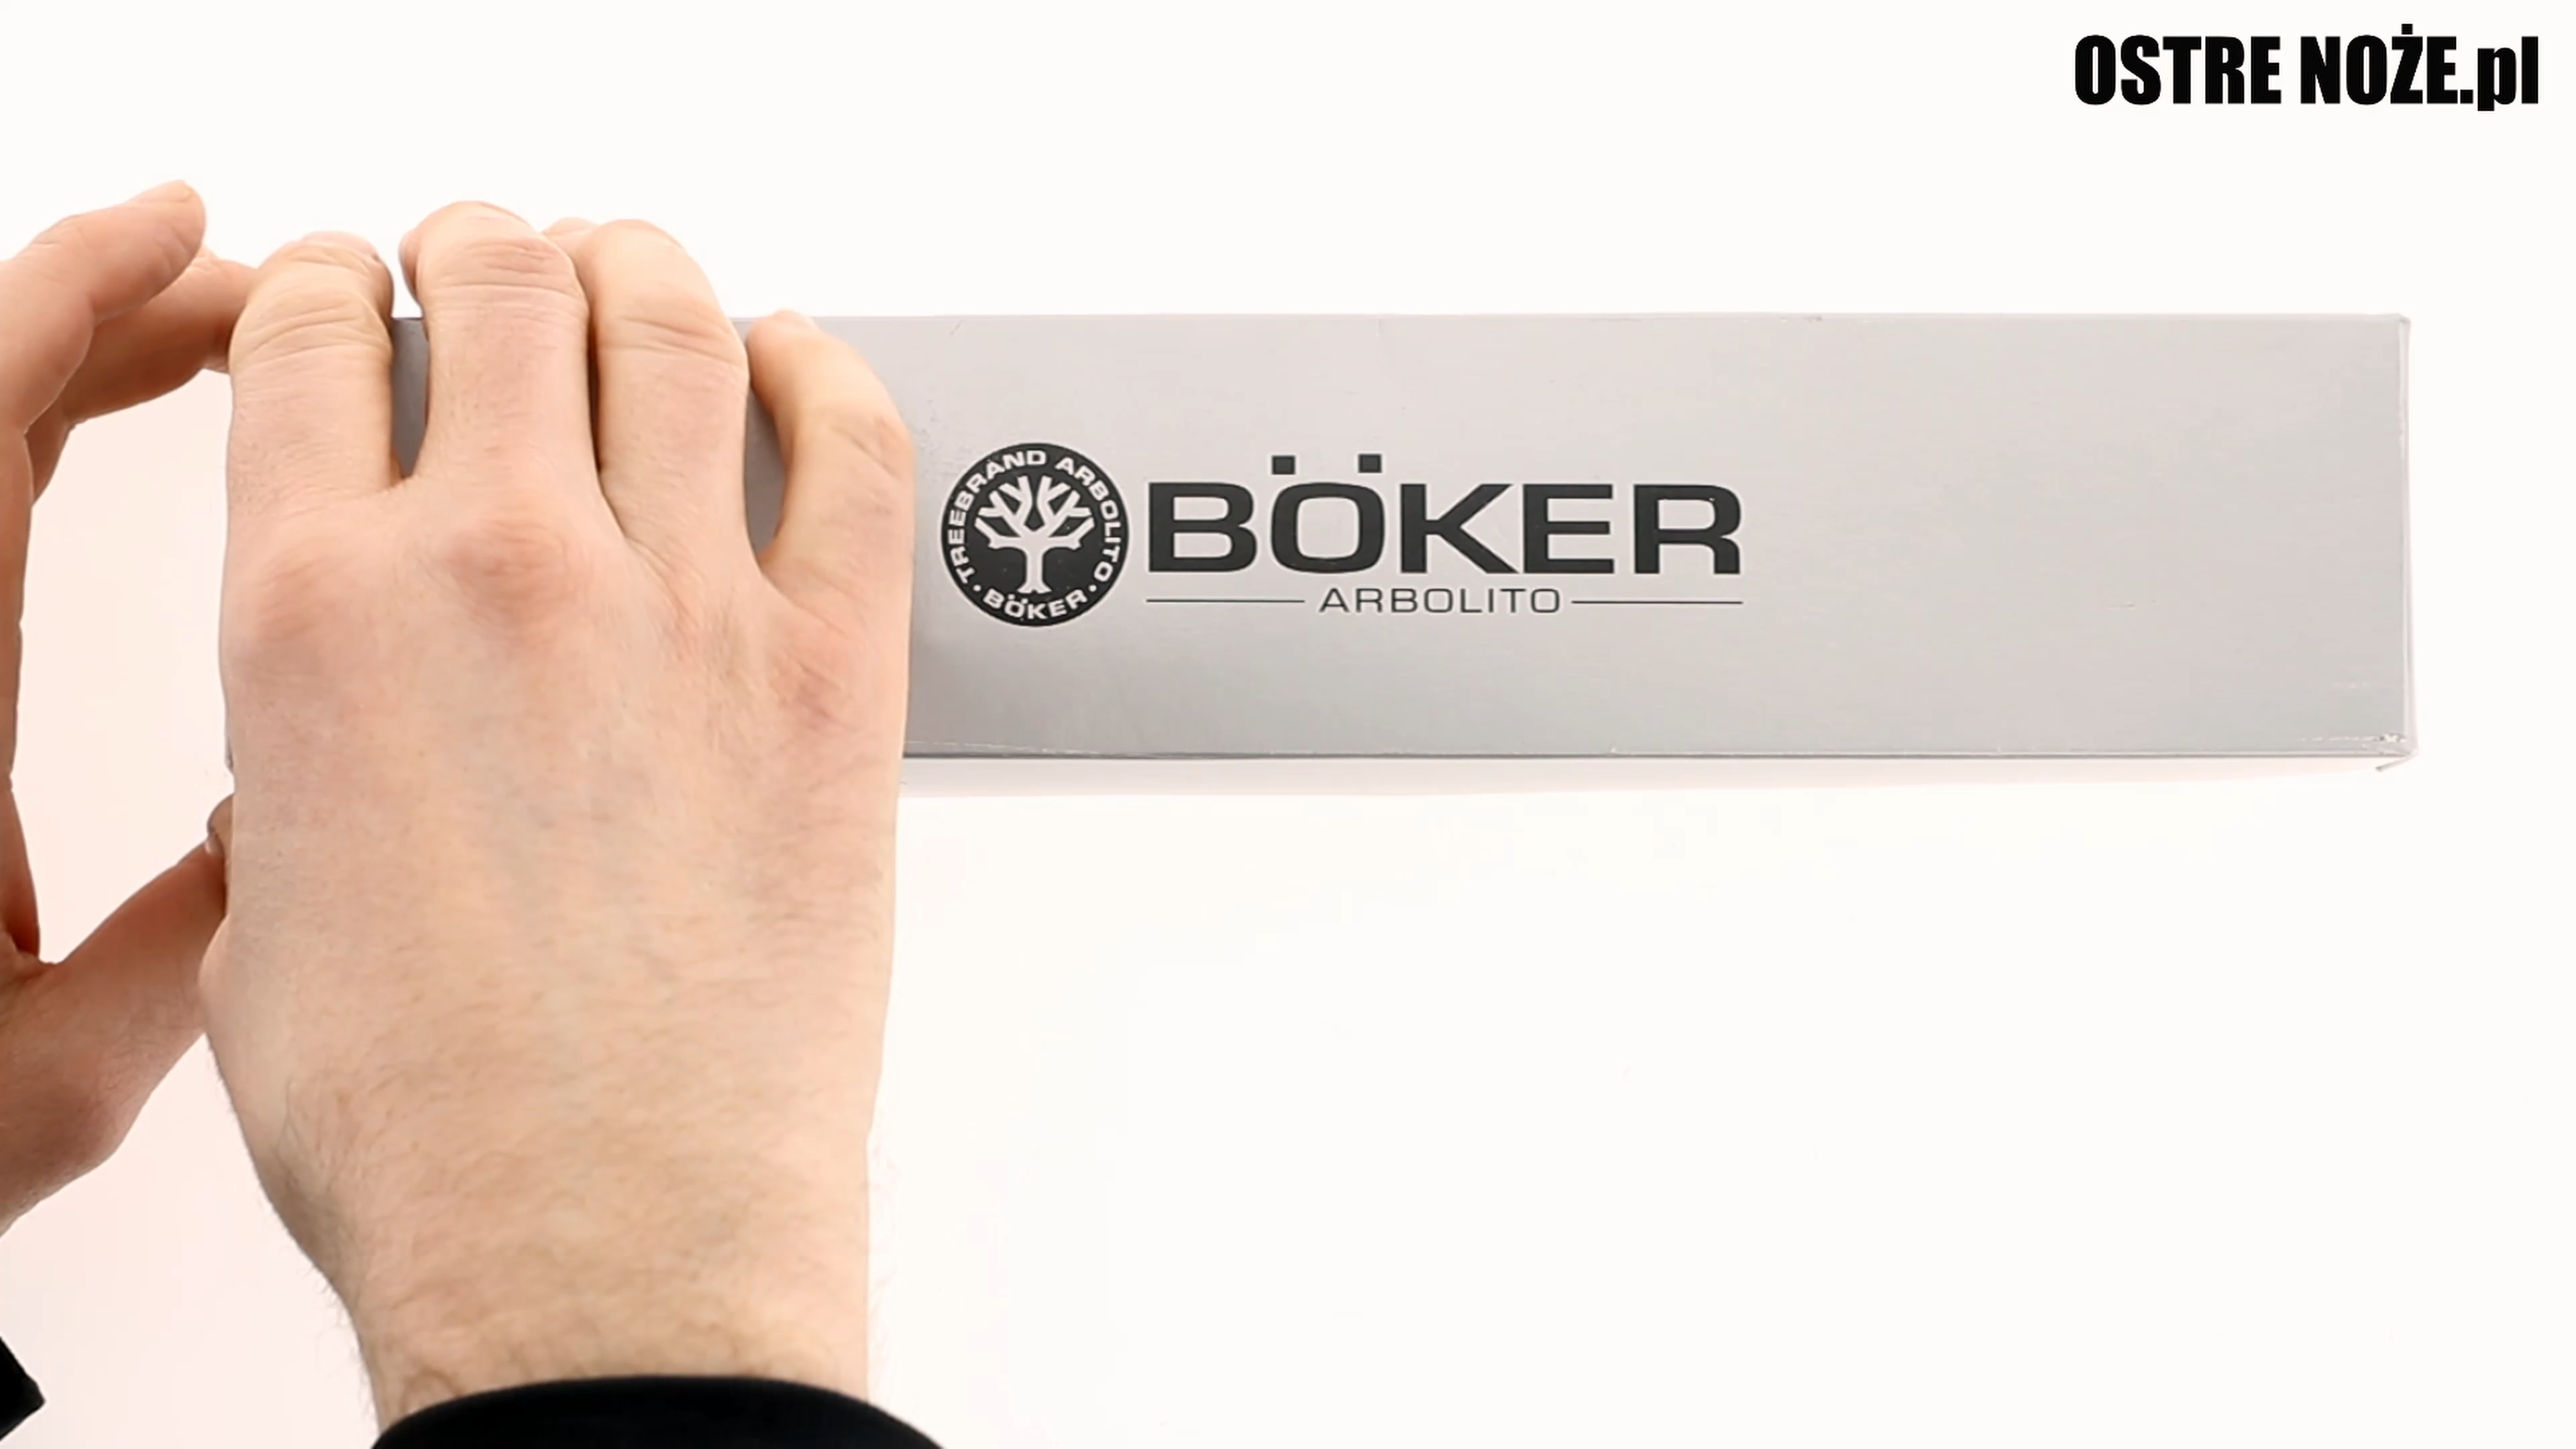 OSTRE NOŻE.pl
TREEBRAND ARBOLITO
BÖKER
BÖKER
ARBOLITO